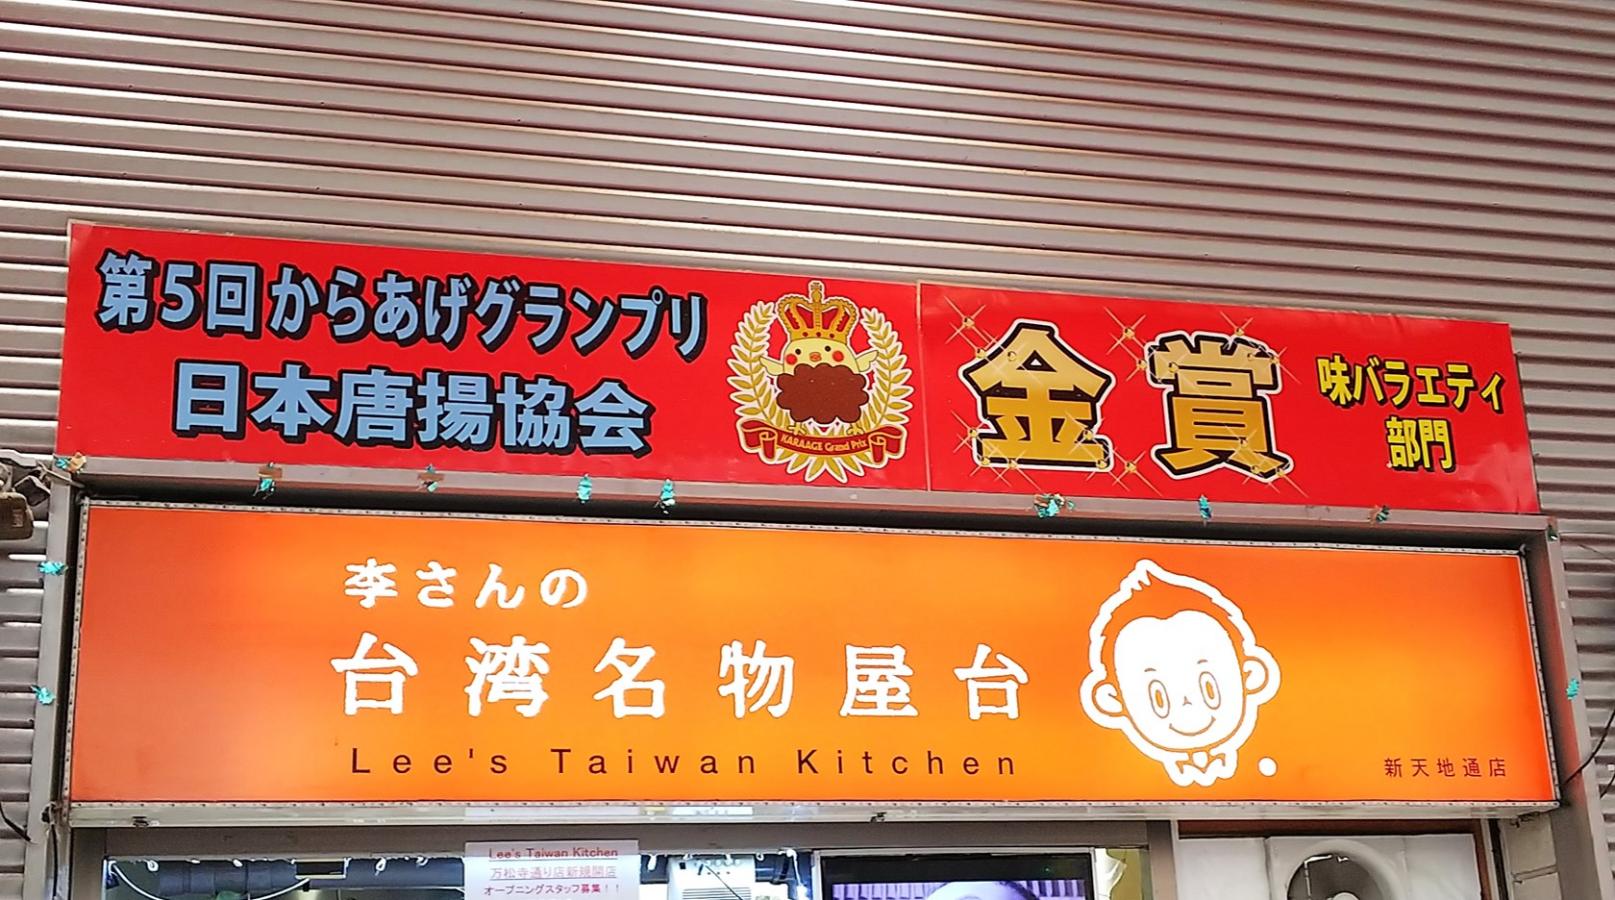 第5回からあげグランプリ
日本唐揚協会
KARAAGE Grand Prix
金賞
味バラエティ
部門
李さんの
台湾名物屋台
Lee's Taiwan Kitchen
新天地通店
Lee's Taiwan Kitchen
万松寺通り店新規開店
オープニングスタッフ募集！！